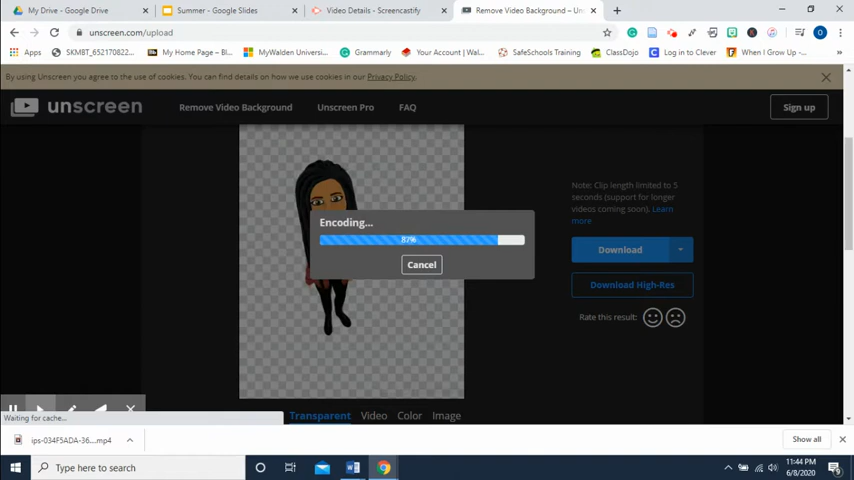 My Drive - Google Drive
Summer - Google Slides
Video Details - Screencastify
Remove Video Background – Uns
unscreen.com/upload
Apps
SKMBT_652170822...
My Home Page – Bl...
MyWalden Universi...
Grammarly
Your Account | Wal...
SafeSchools Training
ClassDojo
Log in to Clever
When I Grow Up -...
By using Unscreen you agree to the use of cookies. You can find details on how we use cookies in our Privacy Policy.
unscreen
Remove Video Background
Unscreen Pro
FAQ
Sign up
Note: Clip length limited to 5
seconds (support for longer
videos coming soon). Learn
more
Encoding...
87%
Cancel
Download
Download High-Res
Rate this result:
Transparent
Video
Color
Image
Waiting for cache...
ips-034F5ADA-36....mp4
Show all
Type here to search
11:44 PM
6/8/2020